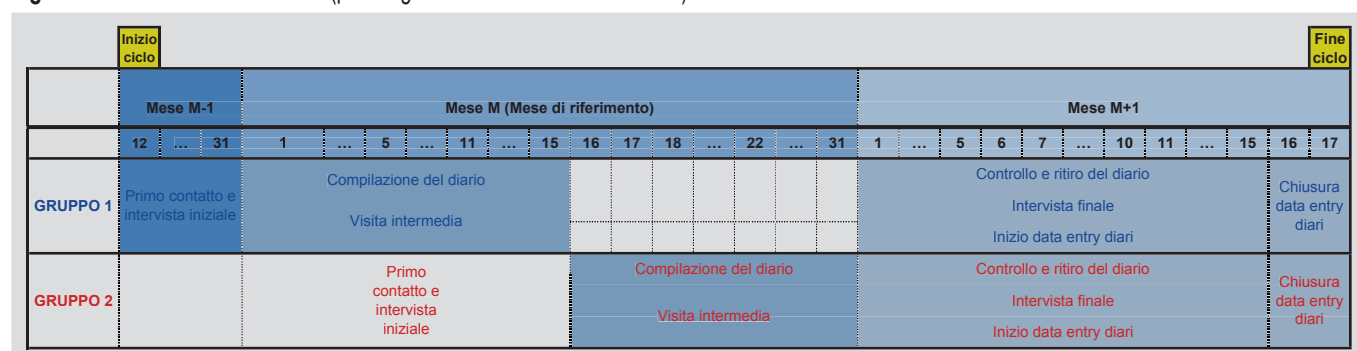 Inizio ciclo
Fine ciclo
Mese M-1 Mese M (Mese di riferimento) Mese M+1
12 ... 31 1 ... 5 ... 11 ... 15 16 17 18 ... 22 ... 31 1 ... 5 6 7 ... 10 11 ... 15 16 17
GRUPPO 1
Primo contatto e
intervista iniziale
Compilazione del diario
Visita intermedia
Controllo e ritiro del diario
Intervista finale
Inizio data entry diari
Chiusura
data entry
diari
GRUPPO 2
Primo
contatto e
intervista
iniziale
Compilazione del diario
Visita intermedia
Controllo e ritiro del diario
Intervista finale
Inizio data entry diari
Chiusura
data entry
diari